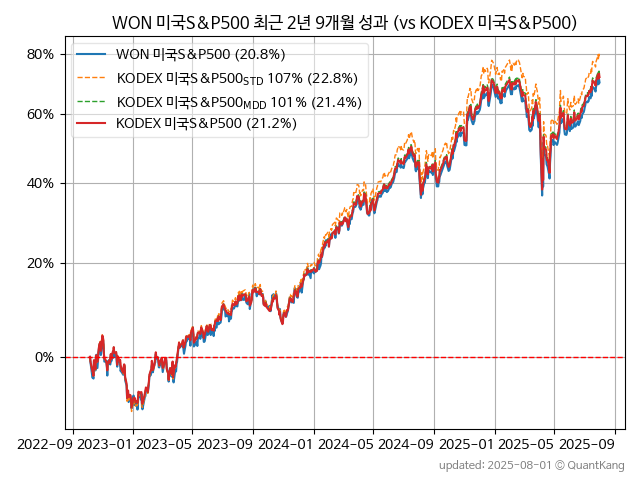 WON 미국S&P500 최근 2년 9개월 성과 (vs KODEX 미국S&P500)
80%
60%
40%
20%
0%
WON 미국S&P500 (20.8%)
KODEX 미국S&P500STD 107% (22.8%)
KODEX 미국S&P500MDD 101% (21.4%)
KODEX 미국S&P500 (21.2%)
2022-09 2023-01 2023-05 2023-09 2024-01 2024-05 2024-09 2025-01 2025-05 2025-09
updated: 2025-08-01 © QuantKang